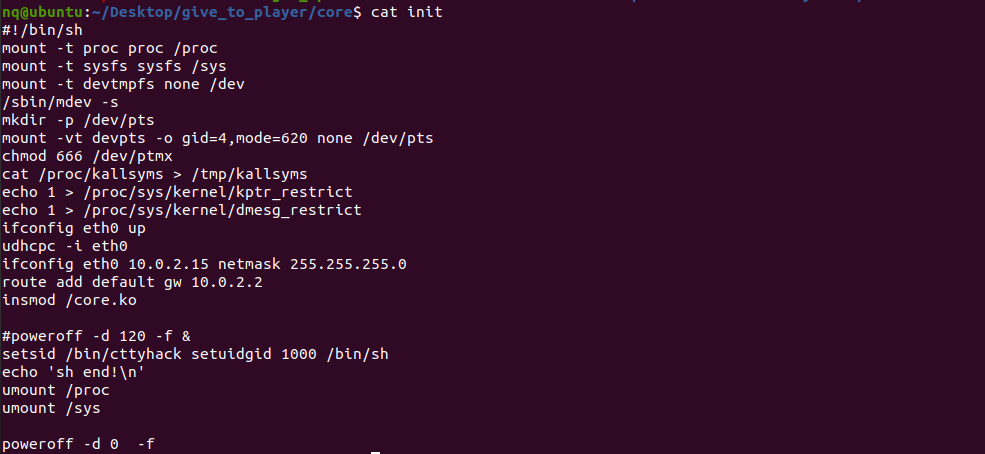 nq@ubuntu:~/Desktop/give_to_player/core$ cat init
#!/bin/sh
mount -t proc proc /proc
mount -t sysfs sysfs /sys
mount -t devtmpfs none /dev
/sbin/mdev -s
mkdir -p /dev/pts
mount -vt devpts -o gid=4,mode=620 none /dev/pts
chmod 666 /dev/ptmx
cat /proc/kallsyms > /tmp/kallsyms
echo 1 > /proc/sys/kernel/kptr_restrict
echo 1 > /proc/sys/kernel/dmesg_restrict
ifconfig eth0 up
udhcpc -i eth0
ifconfig eth0 10.0.2.15 netmask 255.255.255.0
route add default gw 10.0.2.2
insmod /core.ko
#poweroff -d 120 -f &
setsid /bin/cttyhack setuidgid 1000 /bin/sh
echo 'sh end!\n'
umount /proc
umount /sys
poweroff -d 0  -f